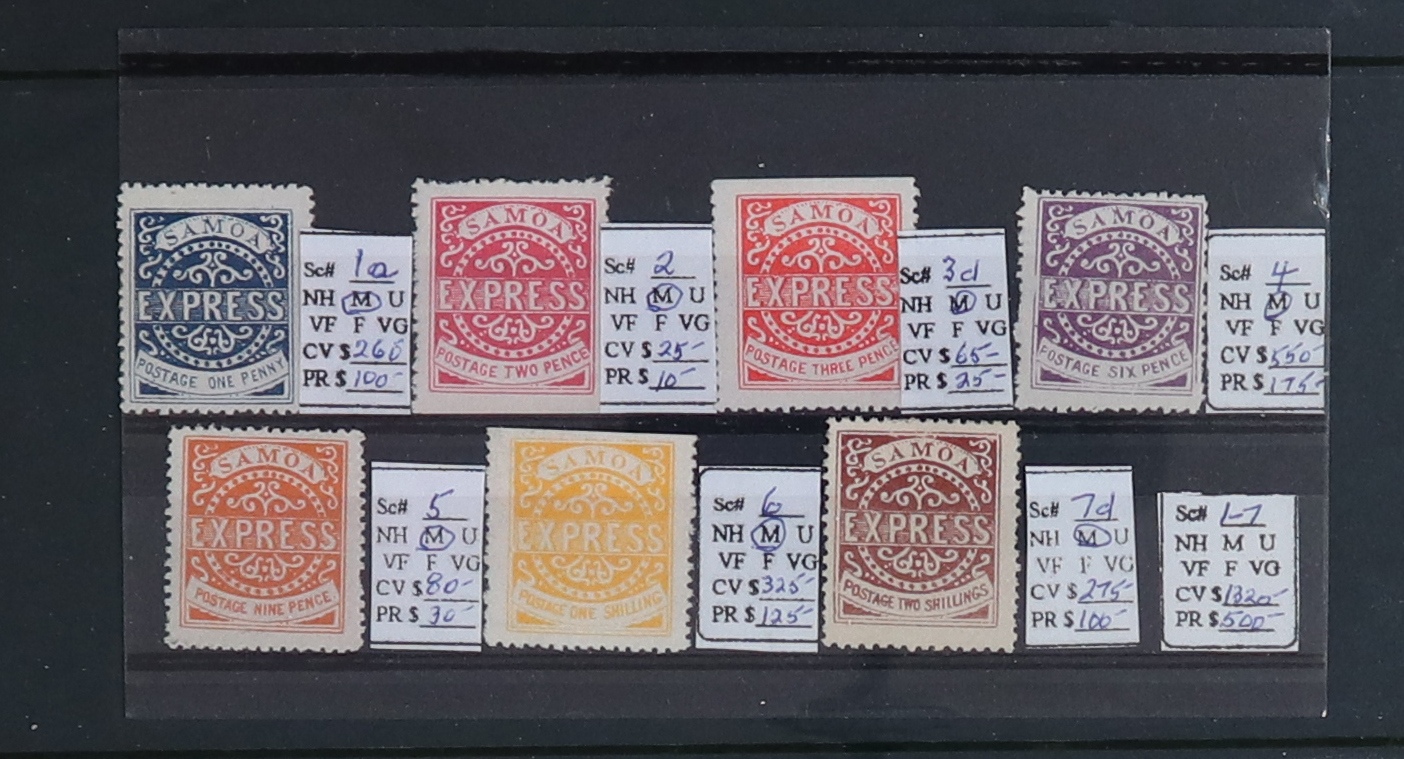 SAMOA
EXPRESS
POSTAGE ONE PENNY
Sc# 1a
NH M U
VF F VG
CV $ 260
PR $ 100-
SAMOA
EXPRESS
POSTAGE TWO PENCE
Sc# 2
NH M U
VF F VG
CV $ 25-
PR $ 10-
SAMOA
EXPRESS
POSTAGE THREE PENCE
Sc# 3d
NH M U
VF F VG
CV $ 65-
PR $ 25-
SAMOA
EXPRESS
POSTAGE SIX PENCE
Sc# 4
NH M U
VF F VG
CV $ 550-
PR $ 175-
SAMOA
EXPRESS
POSTAGE NINE PENCE
Sc# 5
NH M U
VF F VG
CV $ 80-
PR $ 30-
SAMOA
EXPRESS
POSTAGE ONE SHILLING
Sc# 6
NH M U
VF F VG
CV $ 325-
PR $ 125-
SAMOA
EXPRESS
POSTAGE TWO SHILLINGS
Sc# 7d
NH M U
VF F VG
CV $ 275-
PR $ 100-
Sc# 1-7
NH M U
VF F VG
CV $ 1320-
PR $ 500-